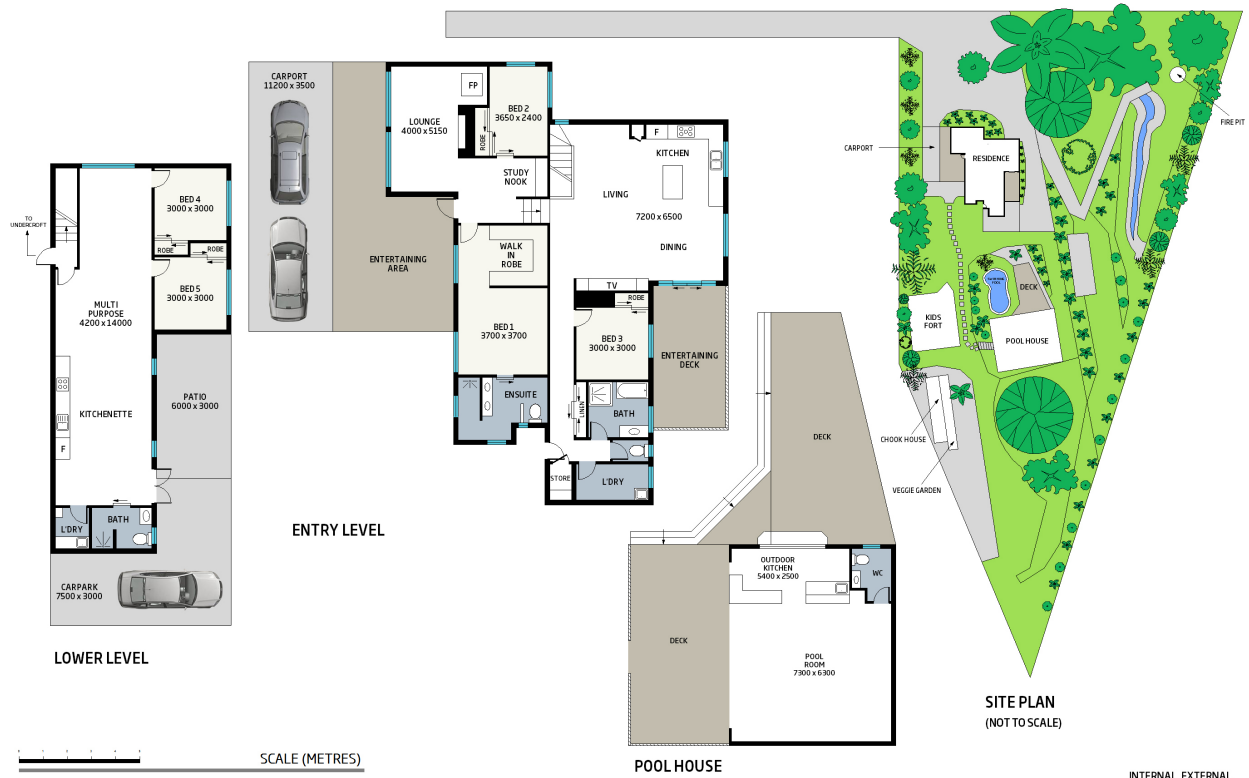 TO
UNDERCROFT
BED 4
3000 x 3000
ROBE
ROBE
BED 5
3000 x 3000
MULTI
PURPOSE
4200 x 14000
KITCHENETTE
F
PATIO
6000 x 3000
L'DRY
BATH
CARPARK
7500 x 3000
LOWER LEVEL
CARPORT
11200 x 3500
ENTERTAINING
AREA
LOUNGE
4000 x 5150
FP
BED 2
3650 x 2400
ROBE
STUDY
NOOK
F
KITCHEN
LIVING
7200 x 6500
DINING
WALK
IN
ROBE
TV
ROBE
BED 1
3700 x 3700
BED 3
3000 x 3000
ENTERTAINING
DECK
ENSUITE
LINEN
BATH
STORE
L'DRY
ENTRY LEVEL
DECK
OUTDOOR
KITCHEN
5400 x 2500
WC
DECK
POOL
ROOM
7300 x 6300
POOL HOUSE
FIRE PIT
CARPORT
RESIDENCE
DECK
KIDS
FORT
POOL HOUSE
CHOOK HOUSE
VEGGIE GARDEN
SITE PLAN
(NOT TO SCALE)
SCALE (METRES)
INTERNAL EXTERNAL